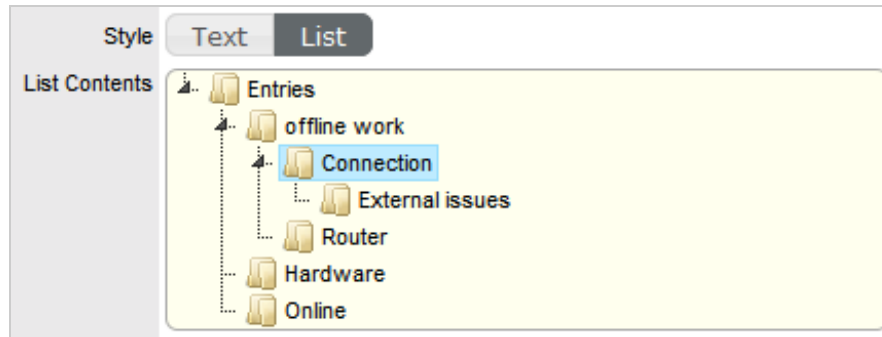 Style Text List
List Contents Entries
offline work
Connection
External issues
Router
Hardware
Online